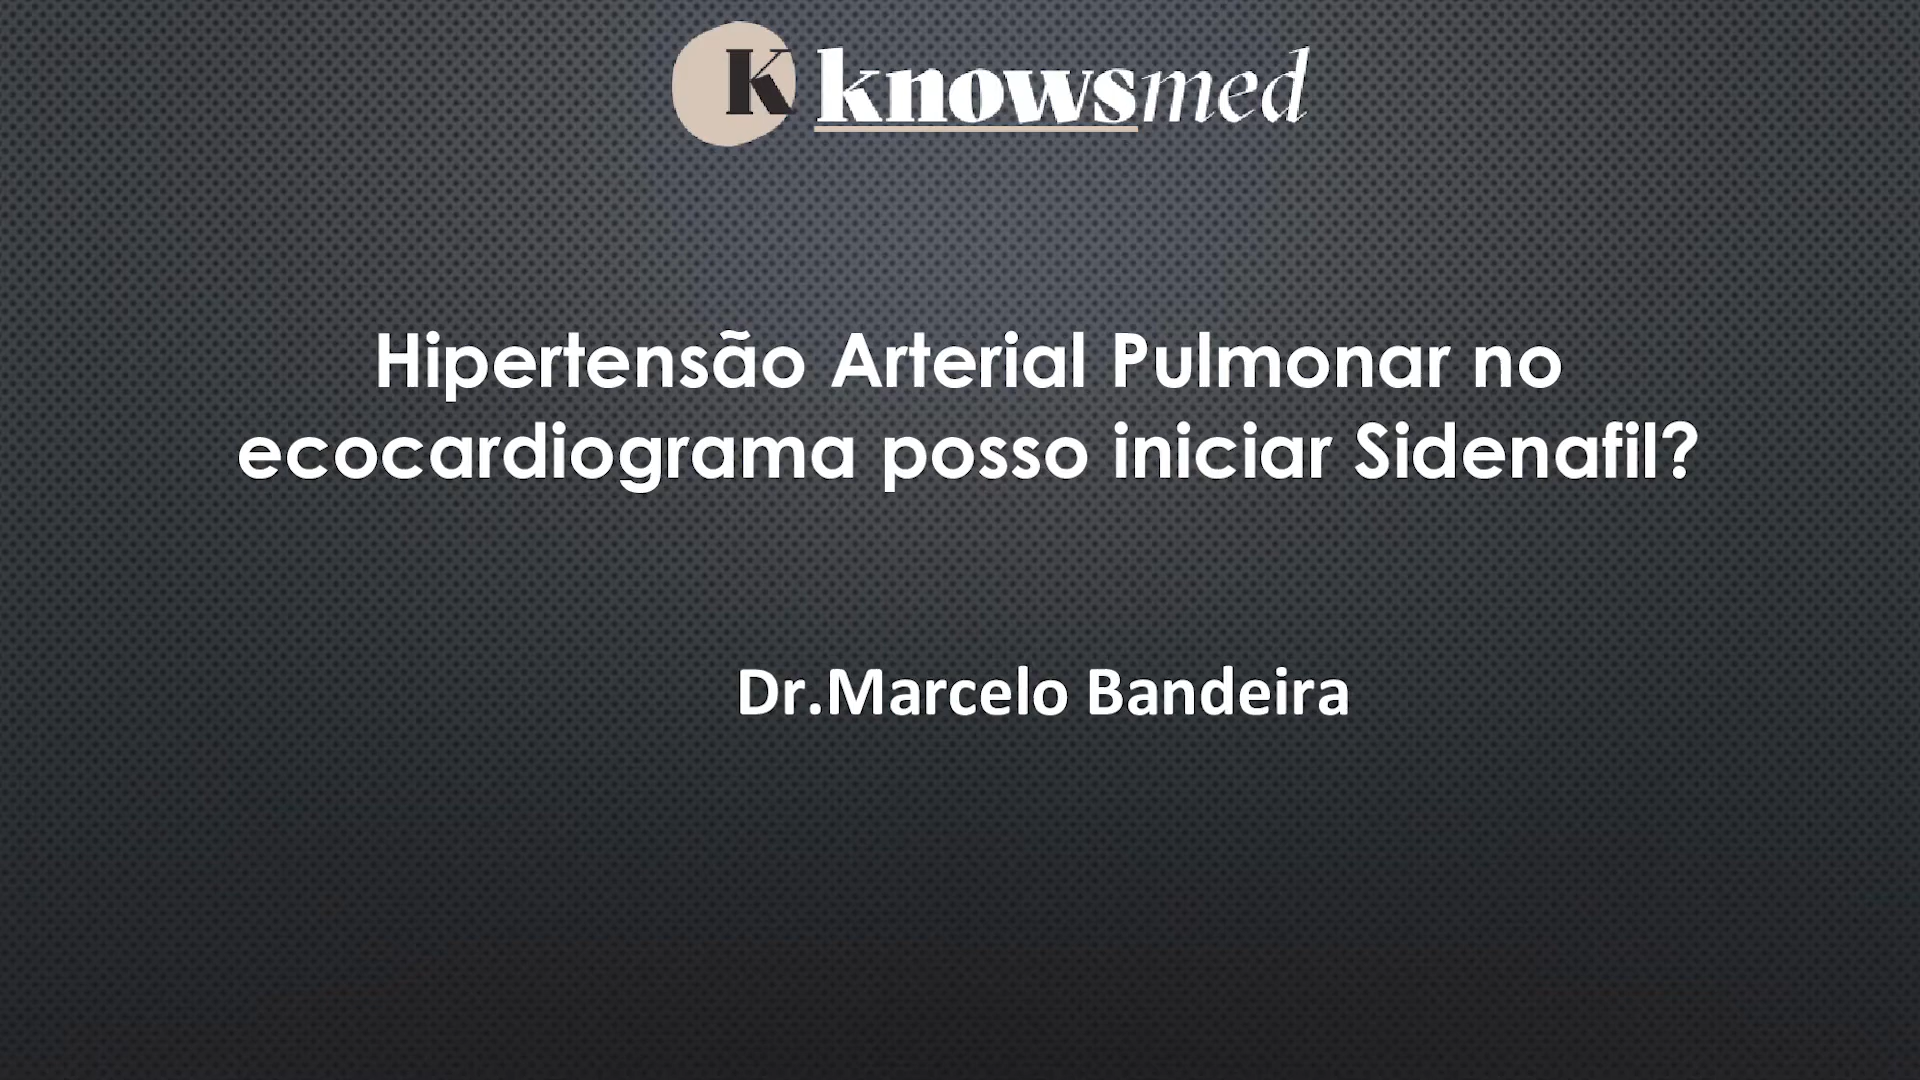 K knowsmed
Hipertensão Arterial Pulmonar no
ecocardiograma posso iniciar Sidenafil?
Dr.Marcelo Bandeira